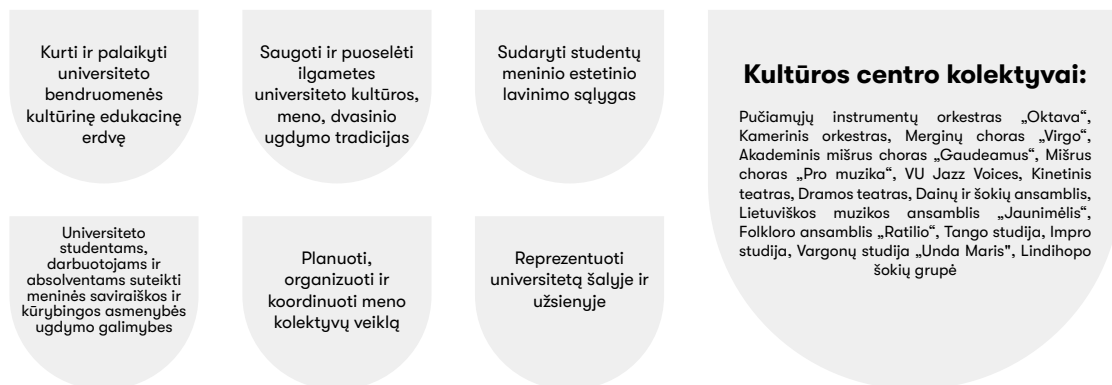 Kurti ir palaikyti
universiteto
bendruomenės
kultūrinę edukacinę
erdvę
Saugoti ir puoselėti
ilgametes
universiteto kultūros,
meno, dvasinio
ugdymo tradicijas
Sudaryti studentų
meninio estetinio
lavinimo sąlygas
Universiteto
studentams,
darbuotojams ir
absolventams suteikti
meninės saviraiškos ir
kūrybingos asmenybės
ugdymo galimybes
Planuoti,
organizuoti ir
koordinuoti meno
kolektyvų veiklą
Reprezentuoti
universitetą šalyje ir
užsienyje
Kultūros centro kolektyvai:
Pučiamųjų instrumentų orkestras „Oktava“,
Kamerinis orkestras, Merginų choras „Virgo“,
Akademinis mišrus choras „Gaudeamus“, Mišrus
choras „Pro muzika“, VU Jazz Voices, Kinetinis
teatras, Dramos teatras, Dainų ir šokių ansamblis,
Lietuviškos muzikos ansamblis „Jaunimėlis“,
Folkloro ansamblis „Ratilio“, Tango studija, Impro
studija, Vargonų studija „Unda Maris", Lindihopo
šokių grupė